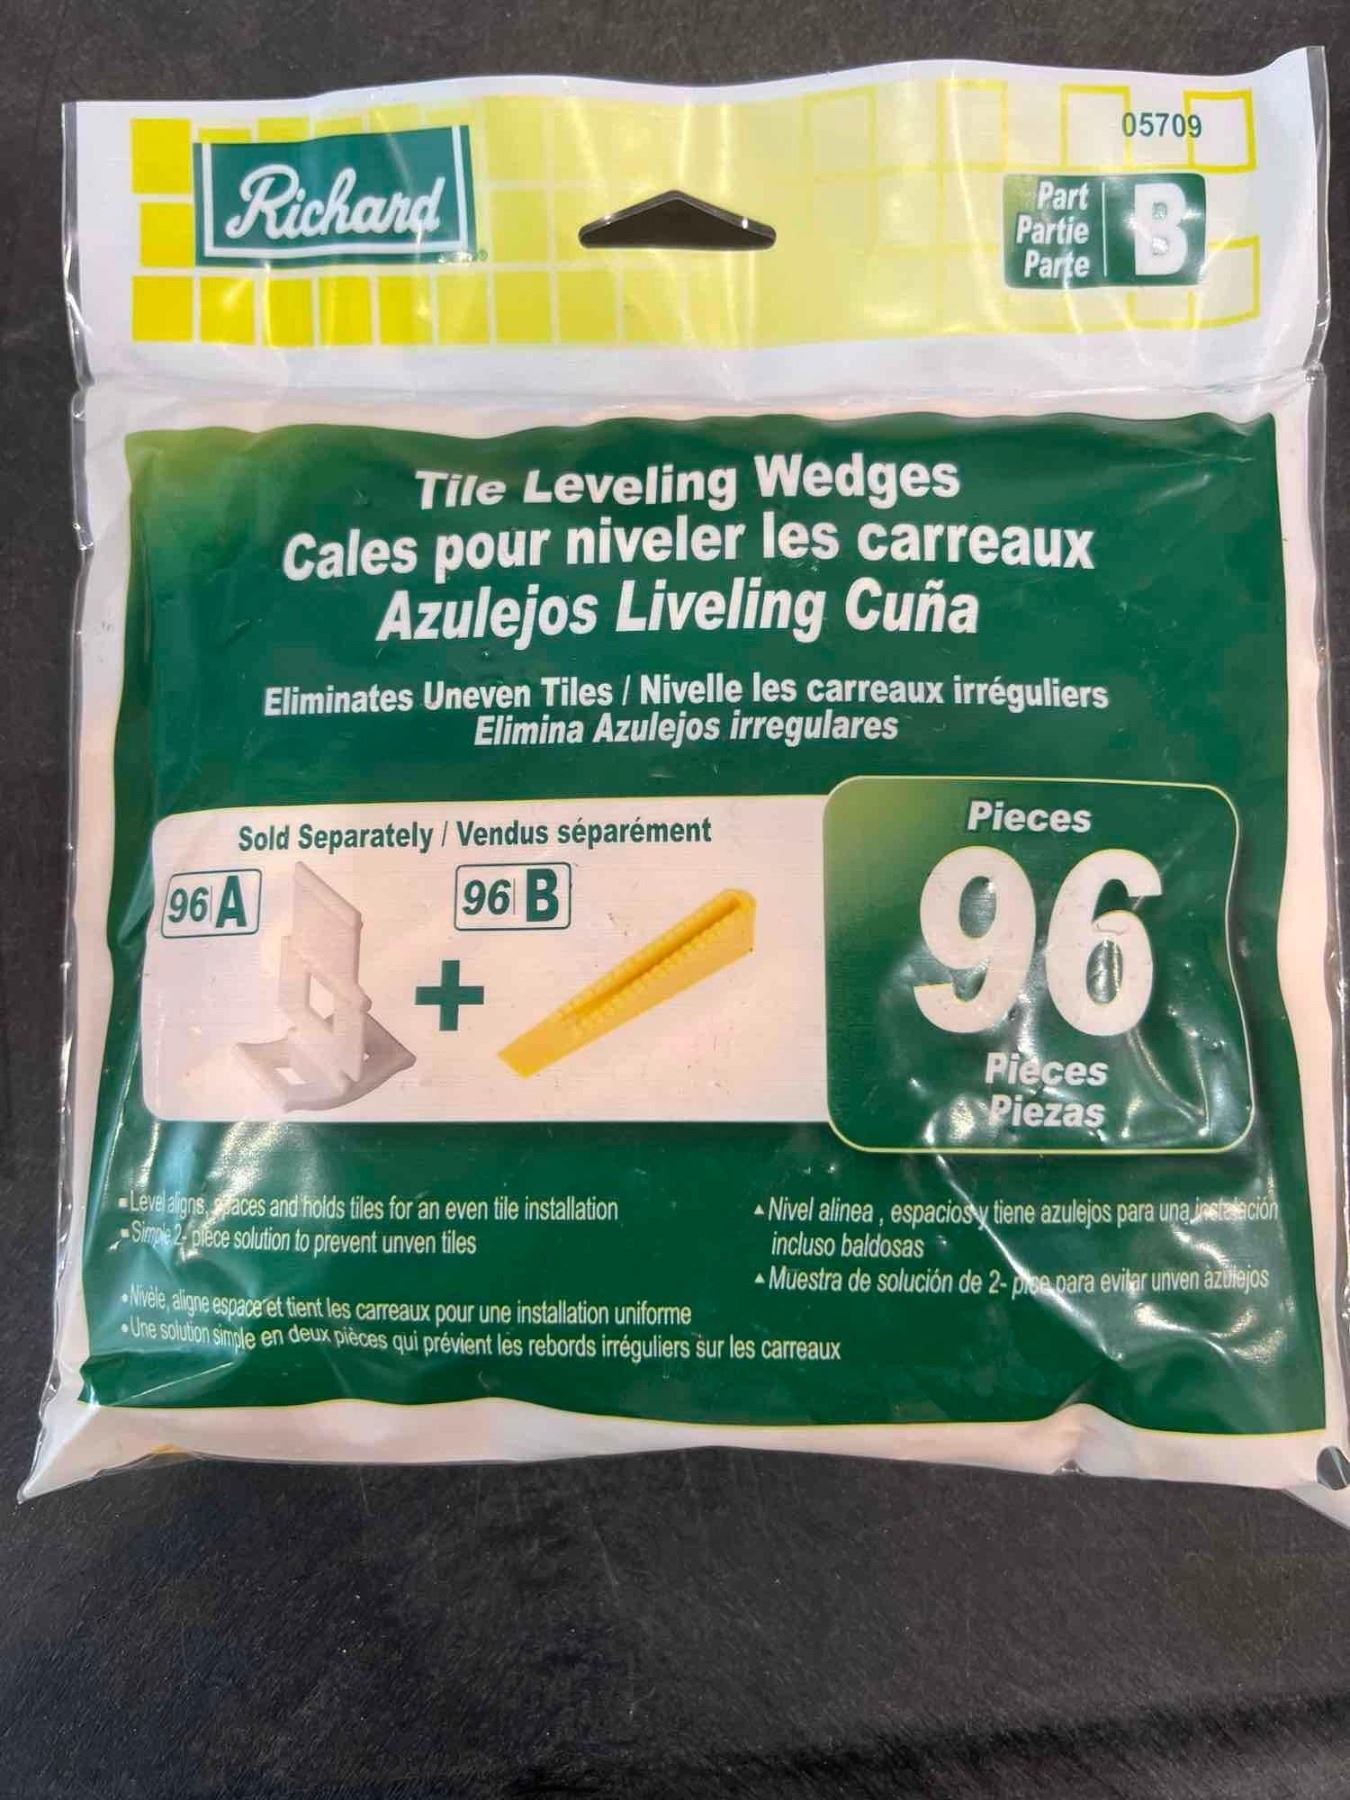 05709
Richard
Part
Partie
Parte
B
Tile Leveling Wedges
Cales pour niveler les carreaux
Azulejos Liveling Cuña
Eliminates Uneven Tiles / Nivelle les carreaux irréguliers
Elimina Azulejos irregulares
Sold Separately / Vendus séparément
96 A
+
96 B
Pieces
96
Pièces
Piezas
▪ Level aligns, spaces and holds tiles for an even tile installation
▪ Simple 2- piece solution to prevent unven tiles
• Nivèle, aligne espace et tient les carreaux pour une installation uniforme
• Une solution simple en deux pièces qui prévient les rebords irréguliers sur les carreaux
▴ Nivel alinea , espacios y tiene azulejos para una instalación
incluso baldosas
▴ Muestra de solución de 2- para evitar unven azulejos